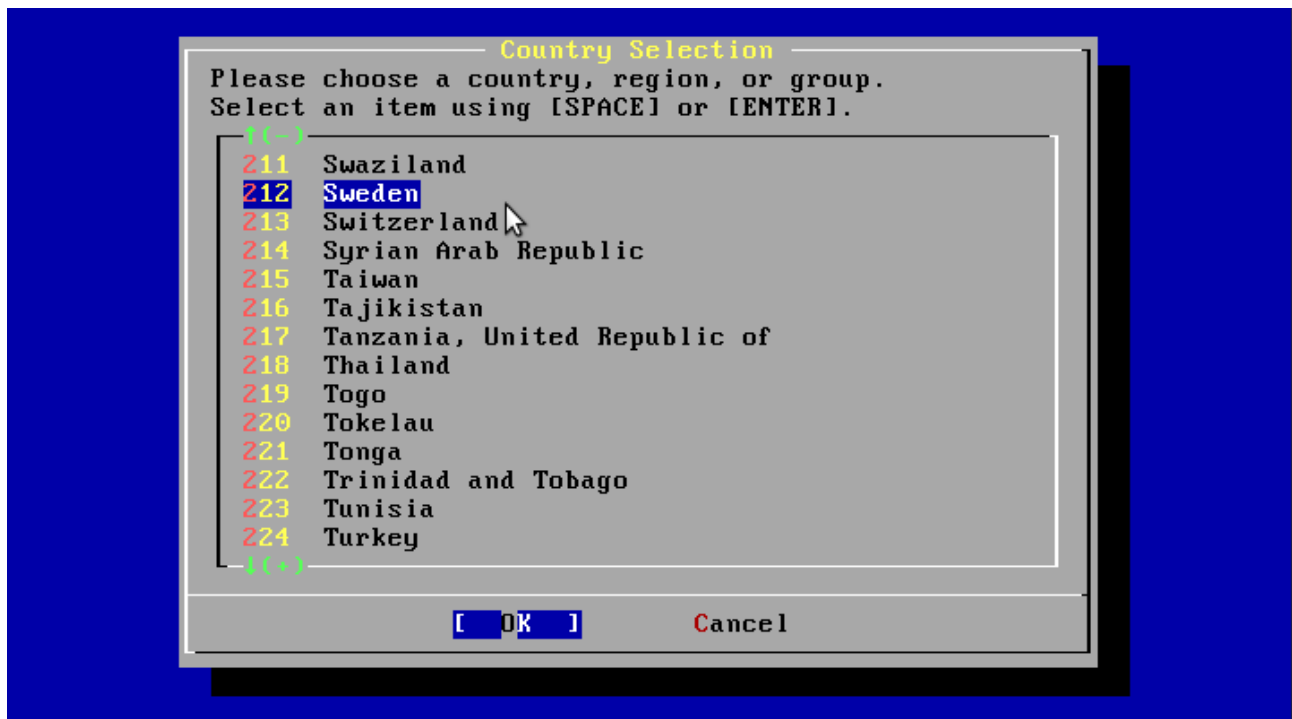 Country Selection
Please choose a country, region, or group.
Select an item using [SPACE] or [ENTER].
↑(-)
211 Swaziland
212 Sweden
213 Switzerland
214 Syrian Arab Republic
215 Taiwan
216 Tajikistan
217 Tanzania, United Republic of
218 Thailand
219 Togo
220 Tokelau
221 Tonga
222 Trinidad and Tobago
223 Tunisia
224 Turkey
↓(+)
[ OK ] Cancel